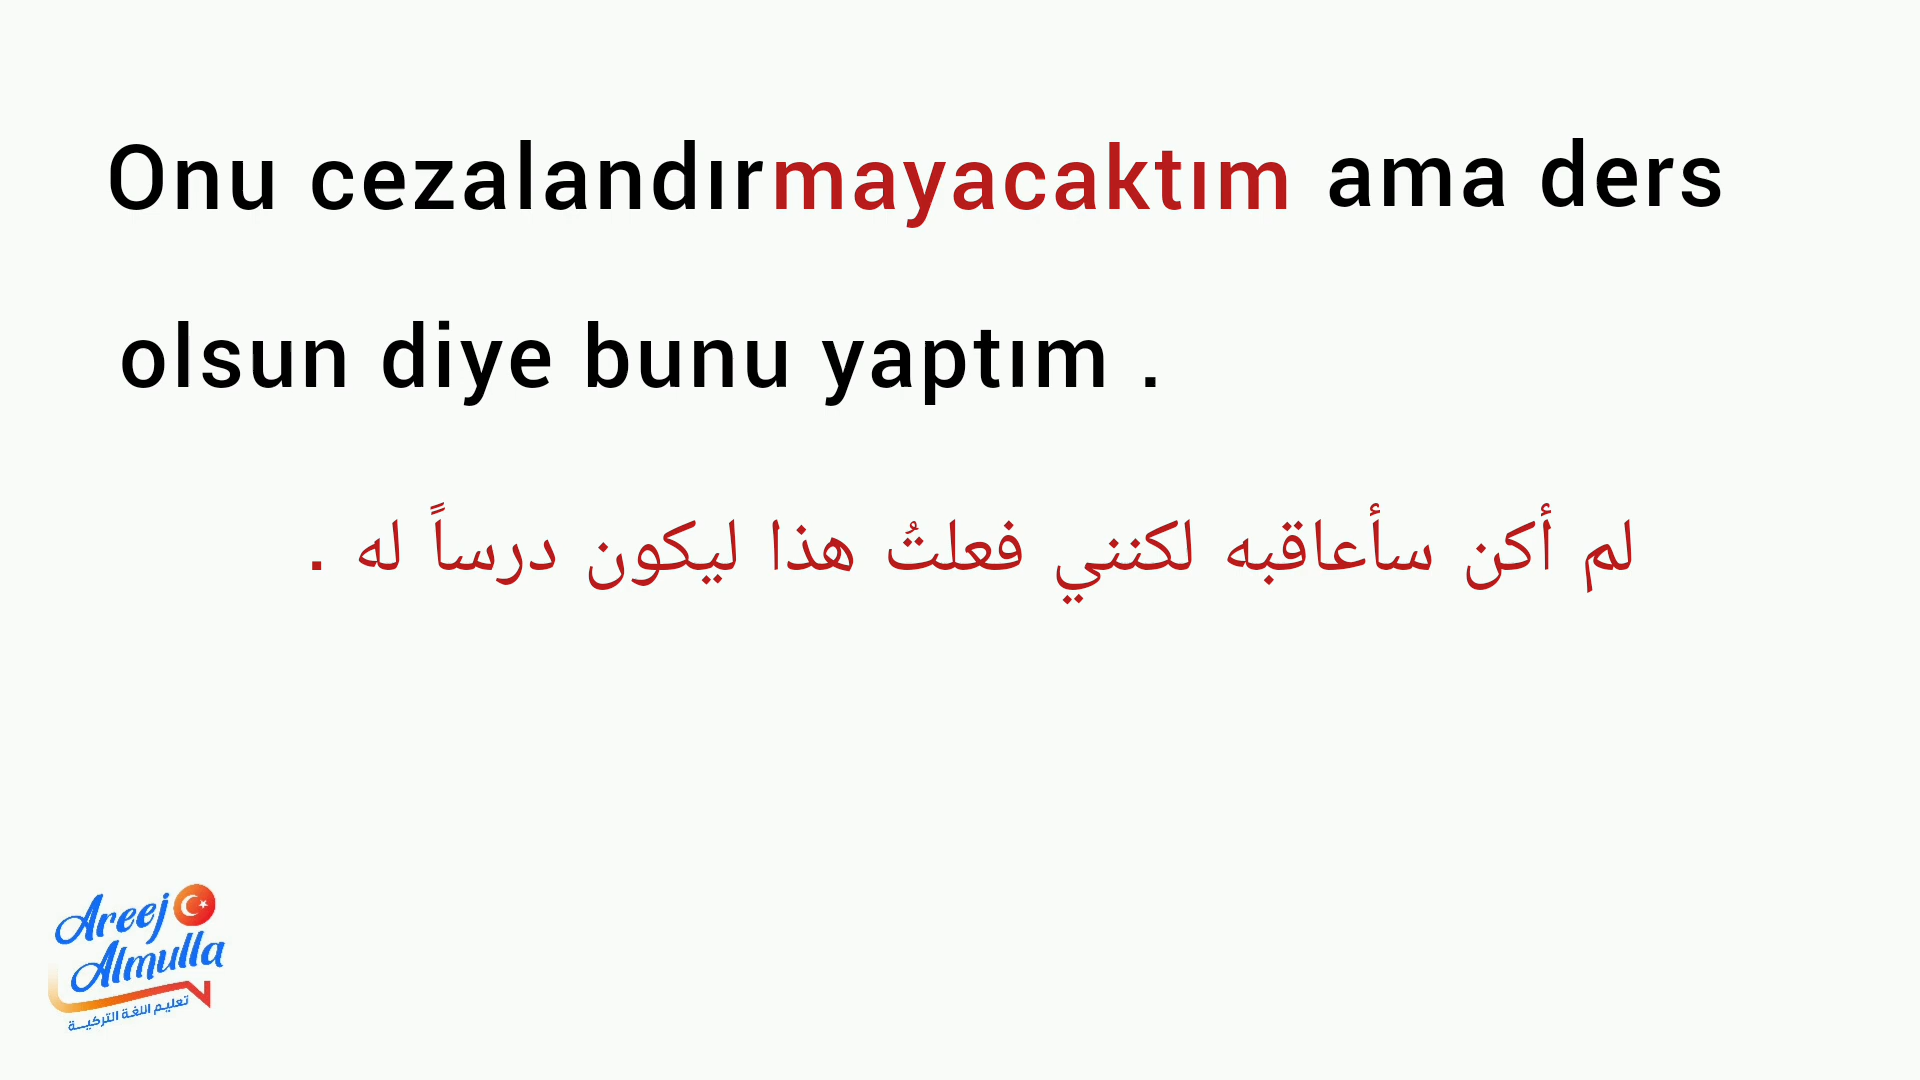 Onu cezalandırmayacaktım ama ders
olsun diye bunu yaptım .
لم أكن سأعاقبه لكنني فعلتُ هذا ليكون درساً له .
Areej
Almulla
تعليم اللغة التركيـــة